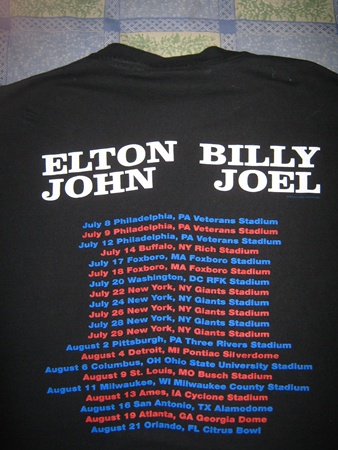 ELTON BILLY
JOHN JOEL
July 8 Philadelphia, PA Veterans Stadium
July 9 Philadelphia, PA Veterans Stadium
July 12 Philadelphia, PA Veterans Stadium
July 14 Buffalo, NY Rich Stadium
July 17 Foxboro, MA Foxboro Stadium
July 18 Foxboro, MA Foxboro Stadium
July 20 Washington, DC RFK Stadium
July 22 New York, NY Giants Stadium
July 24 New York, NY Giants Stadium
July 26 New York, NY Giants Stadium
July 28 New York, NY Giants Stadium
July 29 New York, NY Giants Stadium
August 2 Pittsburgh, PA Three Rivers Stadium
August 4 Detroit, MI Pontiac Silverdome
August 6 Columbus, OH Ohio State University Stadium
August 9 St. Louis, MO Busch Stadium
August 11 Milwaukee, WI Milwaukee County Stadium
August 13 Ames, IA Cyclone Stadium
August 16 San Antonio, TX Alamodome
August 19 Atlanta, GA Georgia Dome
August 21 Orlando, FL Citrus Bowl